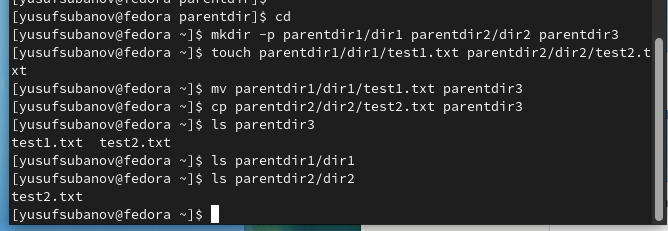 [yusufsubanov@fedora parentdir]$ cd
[yusufsubanov@fedora ~]$ mkdir -p parentdir1/dir1 parentdir2/dir2 parentdir3
[yusufsubanov@fedora ~]$ touch parentdir1/dir1/test1.txt parentdir2/dir2/test2.t
xt
[yusufsubanov@fedora ~]$ mv parentdir1/dir1/test1.txt parentdir3
[yusufsubanov@fedora ~]$ cp parentdir2/dir2/test2.txt parentdir3
[yusufsubanov@fedora ~]$ ls parentdir3
test1.txt  test2.txt
[yusufsubanov@fedora ~]$ ls parentdir1/dir1
[yusufsubanov@fedora ~]$ ls parentdir2/dir2
test2.txt
[yusufsubanov@fedora ~]$